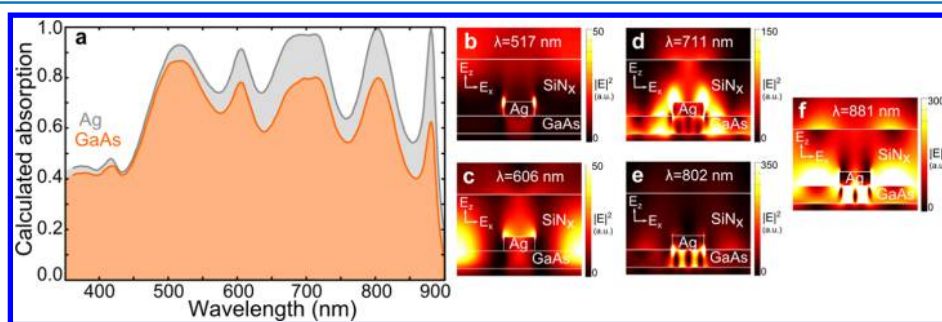 a
Calculated absorption
1.0
0.8
0.6
0.4
0.2
0.0
Ag
GaAs
400 500 600 700 800 900
Wavelength (nm)
b
λ=517 nm
Ez
Ex
SiNX
Ag
GaAs
50
|E|²
(a.u.)
0
c
λ=606 nm
Ez
Ex
SiNX
Ag
GaAs
50
|E|²
(a.u.)
0
d
λ=711 nm
Ez
Ex
SiNX
Ag
GaAs
150
|E|²
(a.u.)
0
e
λ=802 nm
Ez
Ex
SiNX
Ag
GaAs
350
|E|²
(a.u.)
0
f
λ=881 nm
Ez
Ex
SiNX
Ag
GaAs
300
|E|²
(a.u.)
0